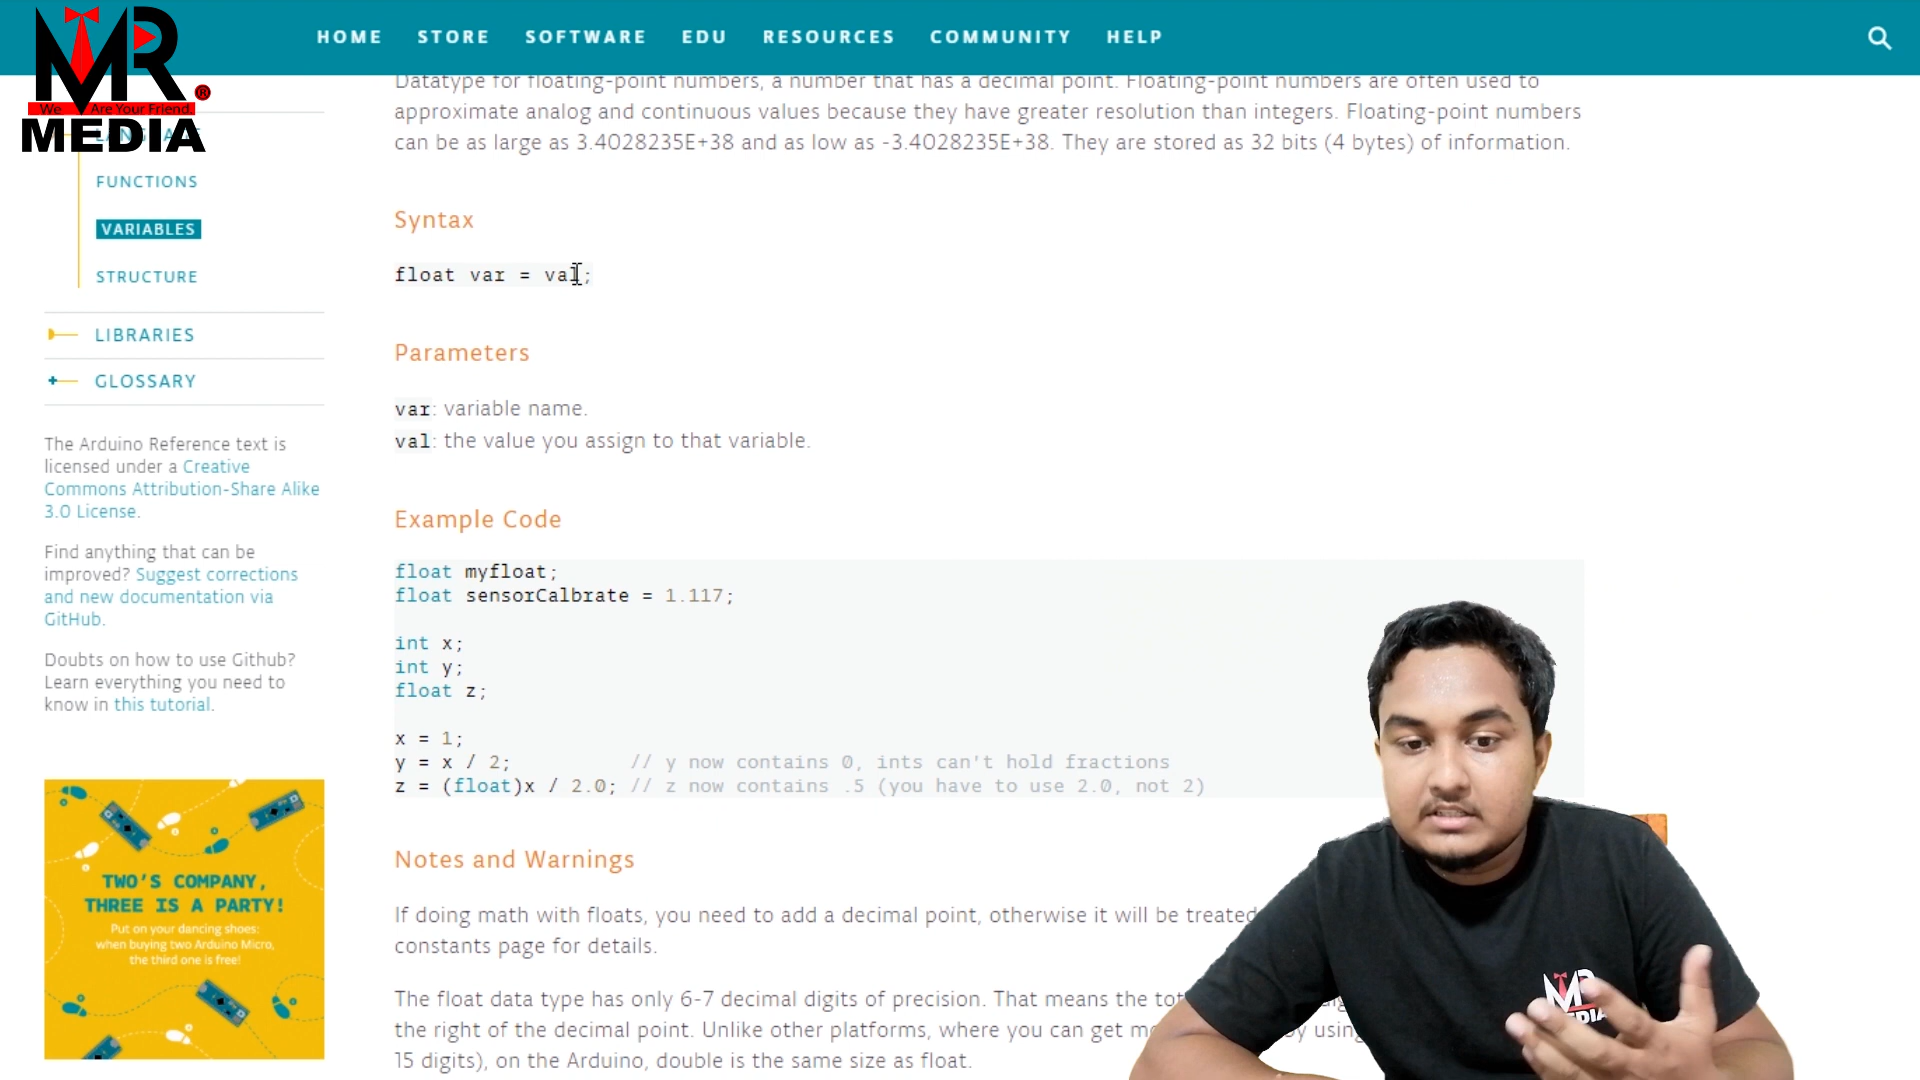 MR
We Are Your Friend
MEDIA
®
HOME STORE SOFTWARE EDU RESOURCES COMMUNITY HELP
FUNCTIONS
VARIABLES
STRUCTURE
LIBRARIES
GLOSSARY
The Arduino Reference text is
licensed under a Creative
Commons Attribution-Share Alike
3.0 License.
Find anything that can be
improved? Suggest corrections
and new documentation via
GitHub.
Doubts on how to use Github?
Learn everything you need to
know in this tutorial.
TWO'S COMPANY,
THREE IS A PARTY!
Put on your dancing shoes:
when buying two Arduino Micro,
the third one is free!
Datatype for floating-point numbers, a number that has a decimal point. Floating-point numbers are often used to
approximate analog and continuous values because they have greater resolution than integers. Floating-point numbers
can be as large as 3.4028235E+38 and as low as -3.4028235E+38. They are stored as 32 bits (4 bytes) of information.
Syntax
float var = val;
Parameters
var: variable name.
val: the value you assign to that variable.
Example Code
float myfloat;
float sensorCalbrate = 1.117;
int x;
int y;
float z;
x = 1;
y = x / 2; // y now contains 0, ints can't hold fractions
z = (float)x / 2.0; // z now contains .5 (you have to use 2.0, not 2)
Notes and Warnings
If doing math with floats, you need to add a decimal point, otherwise it will be treated
constants page for details.
The float data type has only 6-7 decimal digits of precision. That means the
the right of the decimal point. Unlike other platforms, where you can get
15 digits), on the Arduino, double is the same size as float.
MR
MEDIA